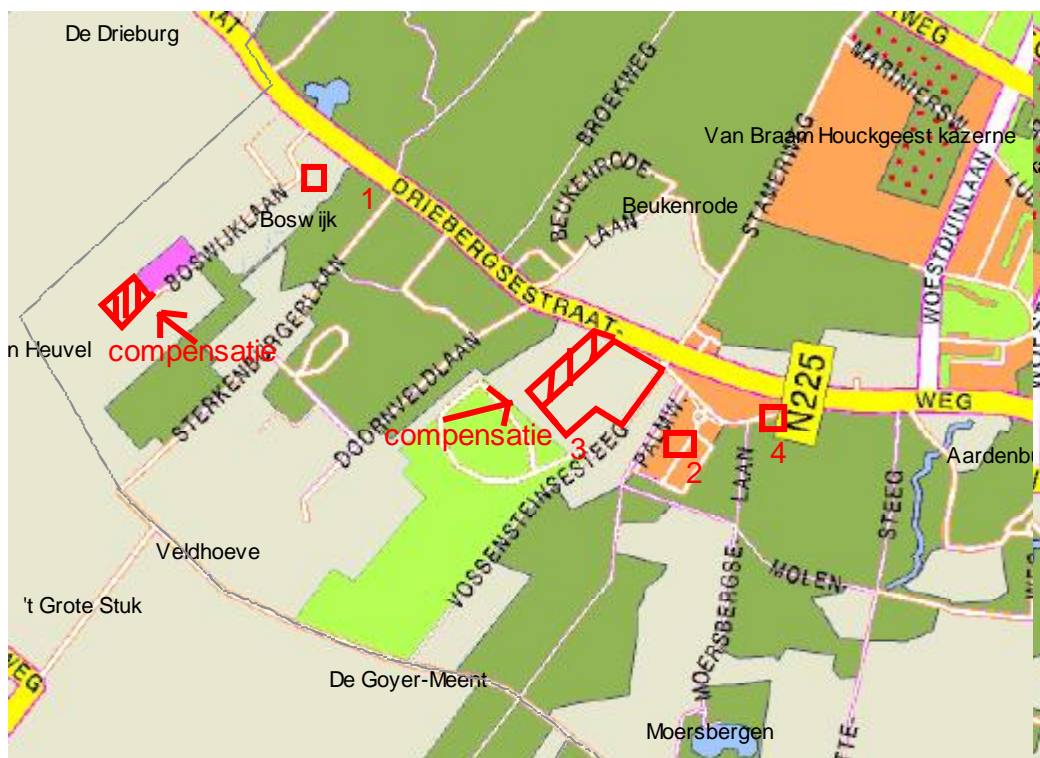 De Drieburg
BROEKWEG
MARINIERSW
Van Braam Houckgeest kazerne
STAMERWEG
WOESTDUINLAAN
1
DRIEBERGSESTRAAT-
WEG
BEUKENRODE
LAAN
Beukenrode
BOSWIJKLAAN
Boswijk
n Heuvel
compensatie
STERKENBURGERLAAN
DOORNVELDLAAN
compensatie
3
VOSSENSTEINSESTEEG
PALMIN
2
4
N225
Aardenbu
LAAN
STEEG
MOLEN-
MOERSBERGSE
Veldhoeve
't Grote Stuk
WEG
De Goyer-Meent
Moersbergen